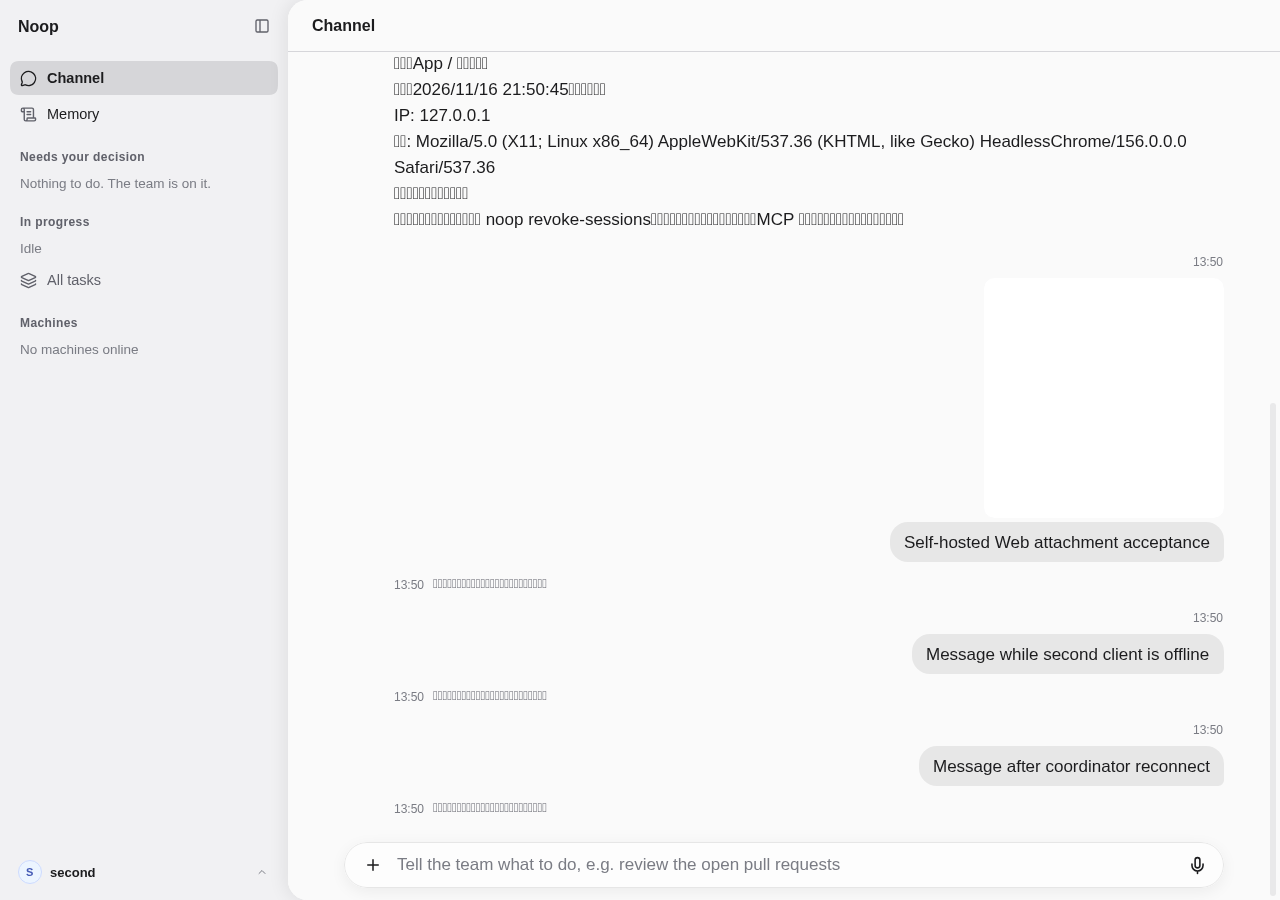 Noop
Channel
Channel
Memory
Needs your decision
Nothing to do. The team is on it.
In progress
Idle
All tasks
Machines
No machines online
S
second
App /
2026/11/16 21:50:45
IP: 127.0.0.1
: Mozilla/5.0 (X11; Linux x86_64) AppleWebKit/537.36 (KHTML, like Gecko) HeadlessChrome/156.0.0.0
Safari/537.36
noop revoke-sessions MCP
13:50
Self-hosted Web attachment acceptance
13:50
13:50
Message while second client is offline
13:50
13:50
Message after coordinator reconnect
13:50
Tell the team what to do, e.g. review the open pull requests